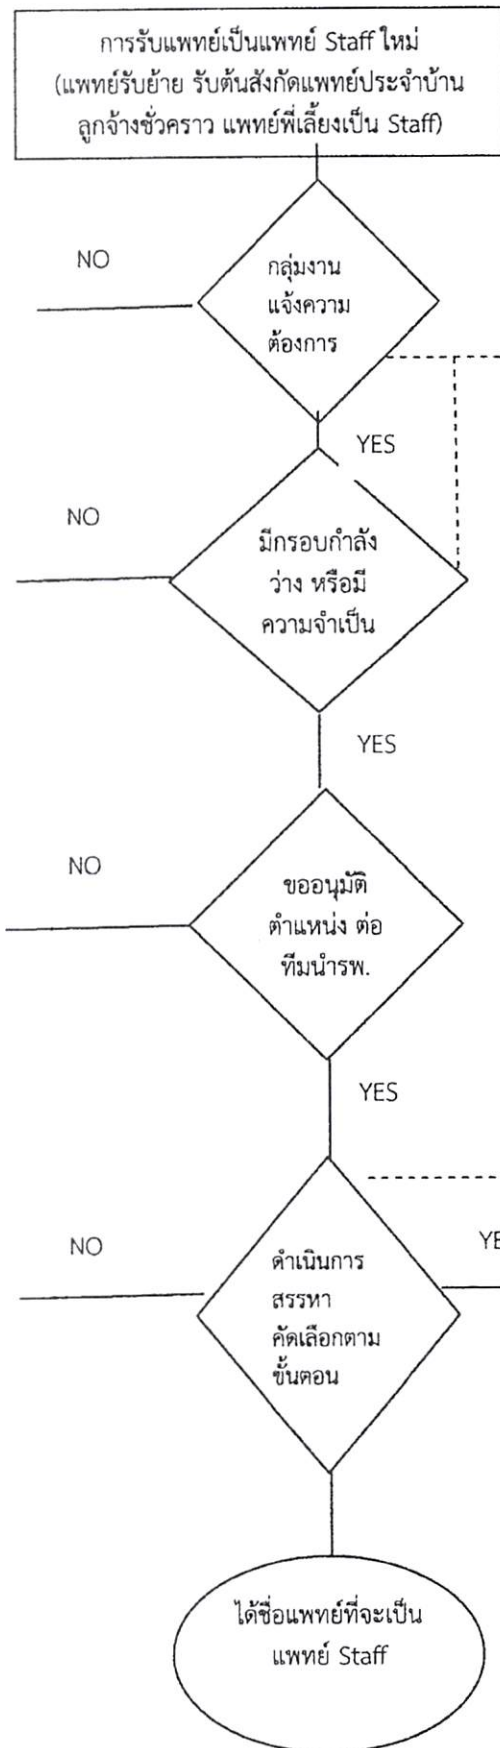 การรับแพทย์เป็นแพทย์ Staff ใหม่
(แพทย์รับย้าย รับต้นสังกัดแพทย์ประจำบ้าน
ลูกจ้างชั่วคราว แพทย์พี่เลี้ยงเป็น Staff)
NO
กลุ่มงาน
แจ้งความ
ต้องการ
YES
NO
มีกรอบกำลัง
ว่าง หรือมี
ความจำเป็น
YES
NO
ขออนุมัติ
ตำแหน่ง ต่อ
ทีมนำรพ.
YES
NO
YE
ดำเนินการ
สรรหา
คัดเลือกตาม
ขั้นตอน
ได้ชื่อแพทย์ที่จะเป็น
แพทย์ Staff